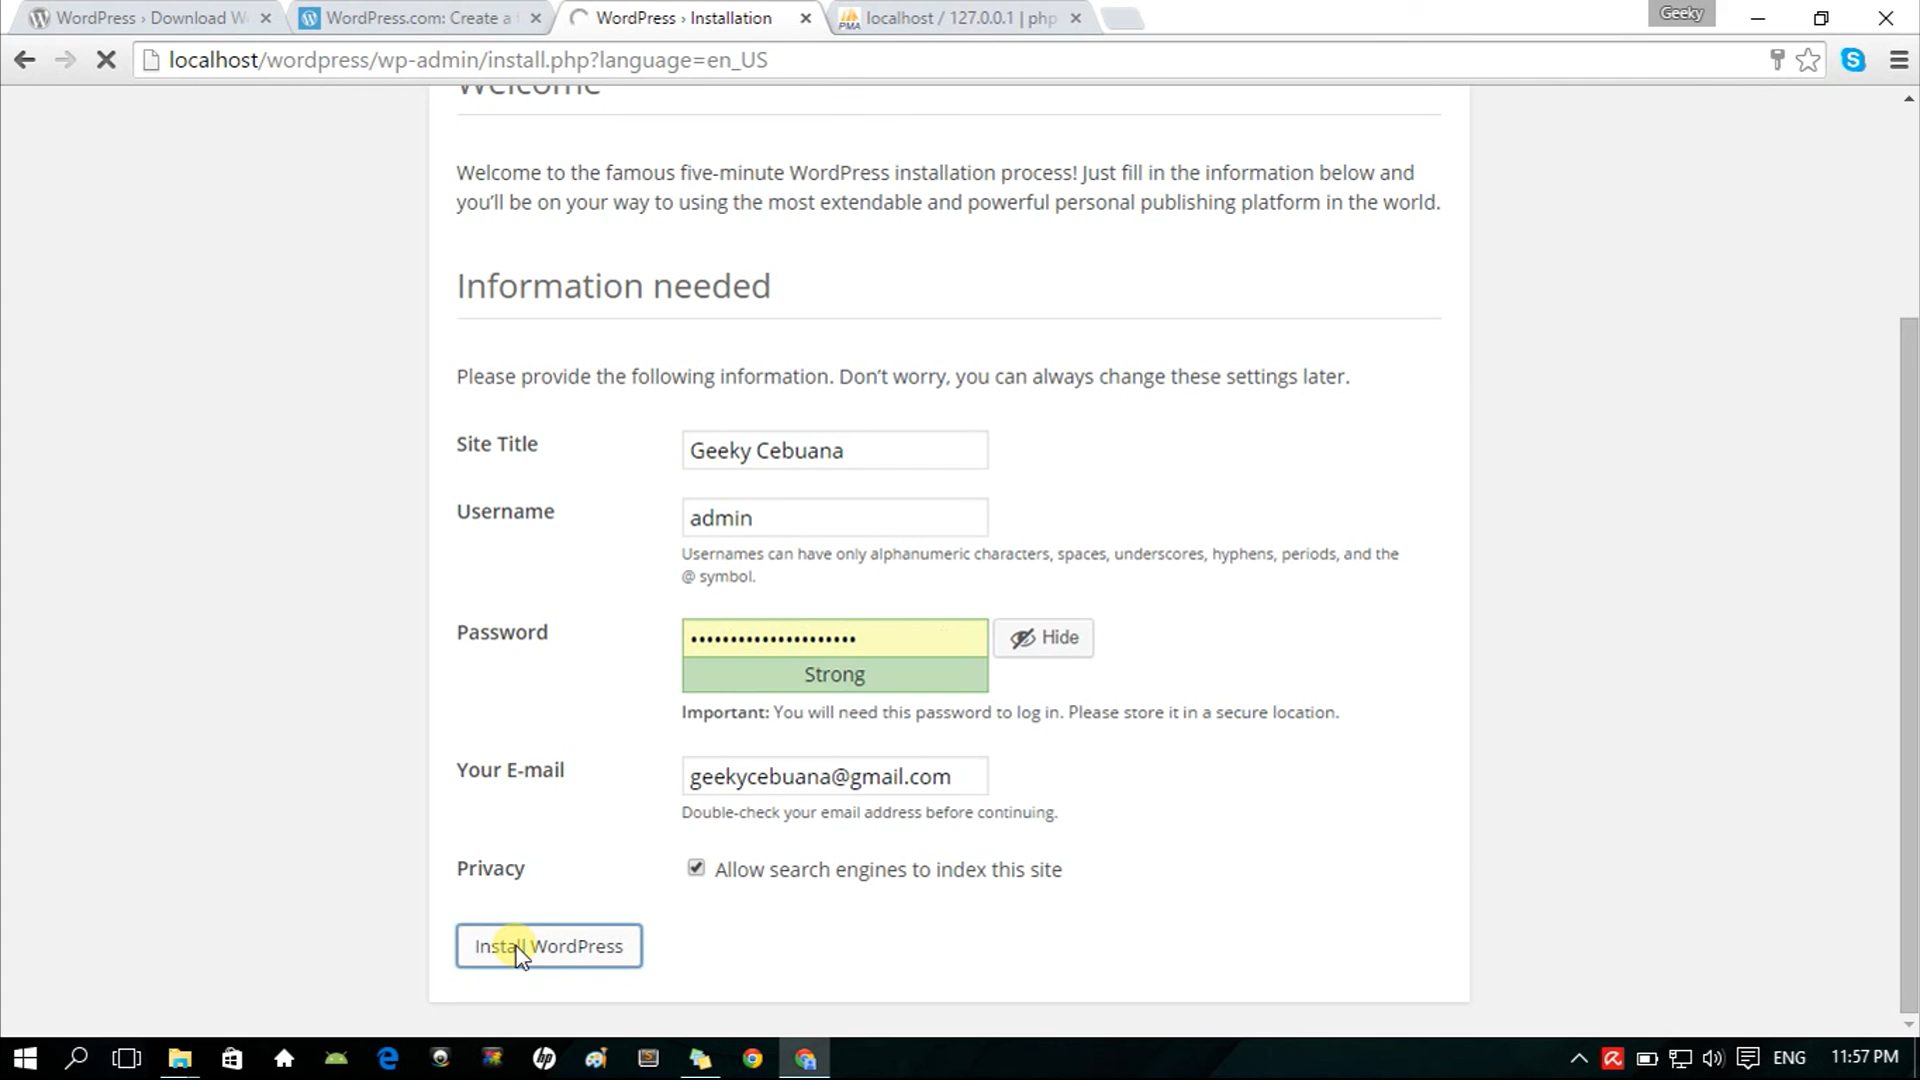 WordPress › Download W
WordPress.com: Create a
WordPress › Installation
localhost / 127.0.0.1 | php
Geeky
localhost/wordpress/wp-admin/install.php?language=en_US
Welcome
Welcome to the famous five-minute WordPress installation process! Just fill in the information below and
you’ll be on your way to using the most extendable and powerful personal publishing platform in the world.
Information needed
Please provide the following information. Don’t worry, you can always change these settings later.
Site Title
Geeky Cebuana
Username
admin
Usernames can have only alphanumeric characters, spaces, underscores, hyphens, periods, and the
@ symbol.
Password
Hide
Strong
Important: You will need this password to log in. Please store it in a secure location.
Your E-mail
geekycebuana@gmail.com
Double-check your email address before continuing.
Privacy
Allow search engines to index this site
Install WordPress
ENG
11:57 PM